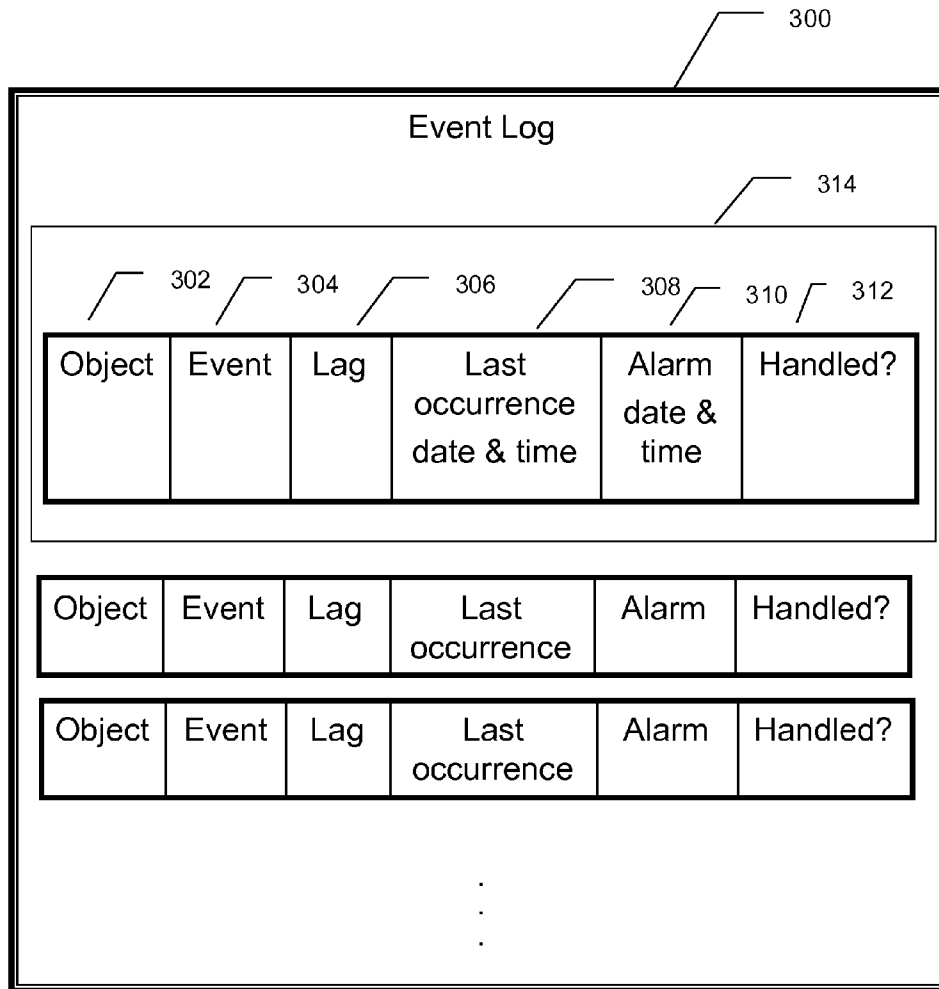 300
Event Log
314
302 304 306 308 310 312
Object Event Lag Last occurrence date & time Alarm date & time Handled?
Object Event Lag Last occurrence Alarm Handled?
Object Event Lag Last occurrence Alarm Handled?
.
.
.